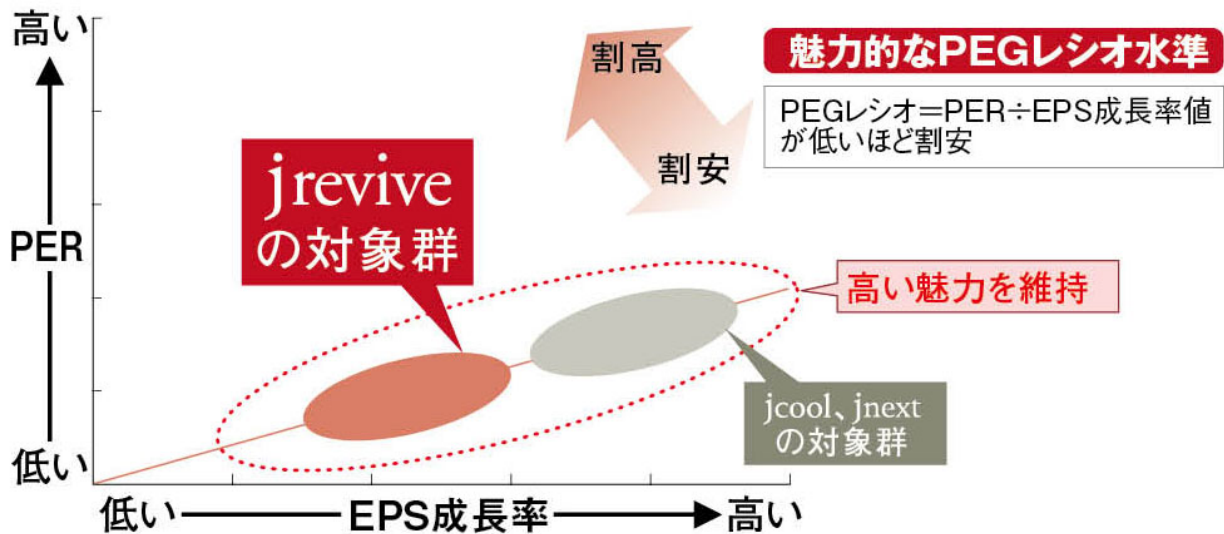 高い
PER
低い
割高
割安
魅力的なPEGレシオ水準
PEGレシオ=PER÷EPS成長率値
が低いほど割安
jrevive
の対象群
高い魅力を維持
jcool、jnext
の対象群
低い
EPS成長率
高い